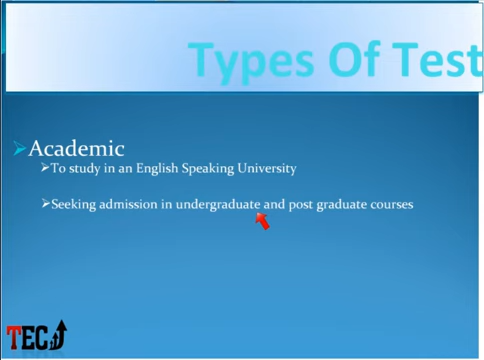 Types Of Test
Academic
To study in an English Speaking University
Seeking admission in undergraduate and post graduate courses
TEC